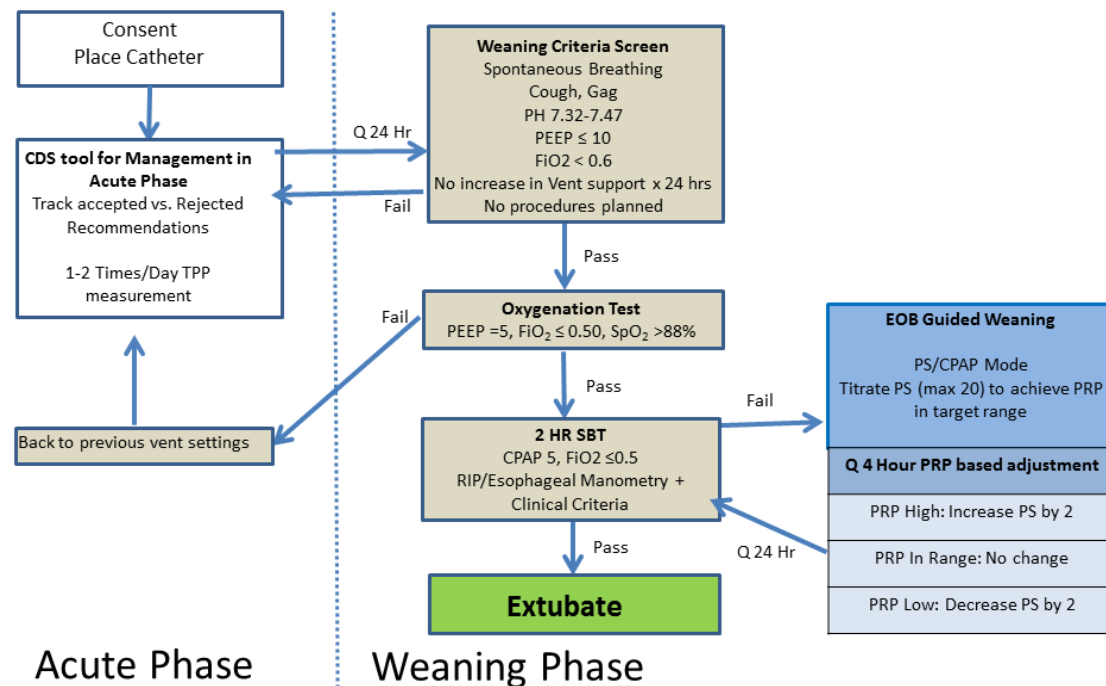 Consent
Place Catheter
CDS tool for Management in
Acute Phase
Track accepted vs. Rejected
Recommendations
1-2 Times/Day TPP
measurement
Back to previous vent settings
Q 24 Hr
Fail
Weaning Criteria Screen
Spontaneous Breathing
Cough, Gag
PH 7.32-7.47
PEEP ≤ 10
FiO2 < 0.6
No increase in Vent support x 24 hrs
No procedures planned
Pass
Fail
Oxygenation Test
PEEP =5, FiO₂ ≤ 0.50, SpO₂ >88%
Pass
2 HR SBT
CPAP 5, FiO2 ≤0.5
RIP/Esophageal Manometry +
Clinical Criteria
Fail
EOB Guided Weaning
PS/CPAP Mode
Titrate PS (max 20) to achieve PRP
in target range
Q 4 Hour PRP based adjustment
PRP High: Increase PS by 2
PRP In Range: No change
PRP Low: Decrease PS by 2
Q 24 Hr
Pass
Extubate
Acute Phase
Weaning Phase